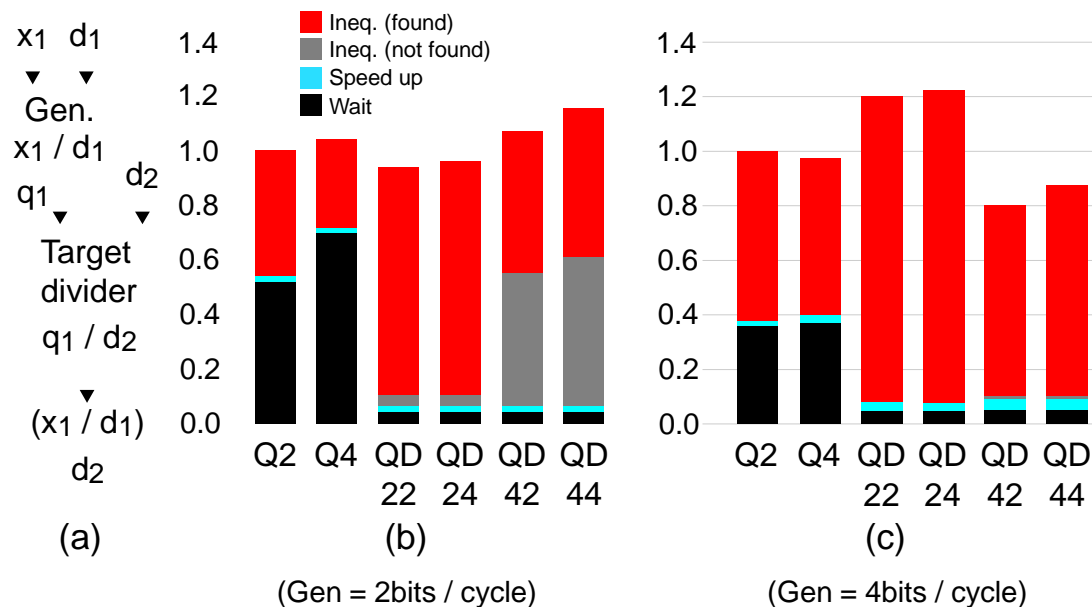 x1 d1
Gen.
x1 / d1
d2
q1
Target
divider
q1 / d2
(x1 / d1)
d2
(a)
Ineq. (found)
Ineq. (not found)
Speed up
Wait
1.4
1.2
1.0
0.8
0.6
0.4
0.2
0.0
Q2 Q4 QD QD QD QD
22 24 42 44
(b)
(Gen = 2bits / cycle)
1.4
1.2
1.0
0.8
0.6
0.4
0.2
0.0
Q2 Q4 QD QD QD QD
22 24 42 44
(c)
(Gen = 4bits / cycle)